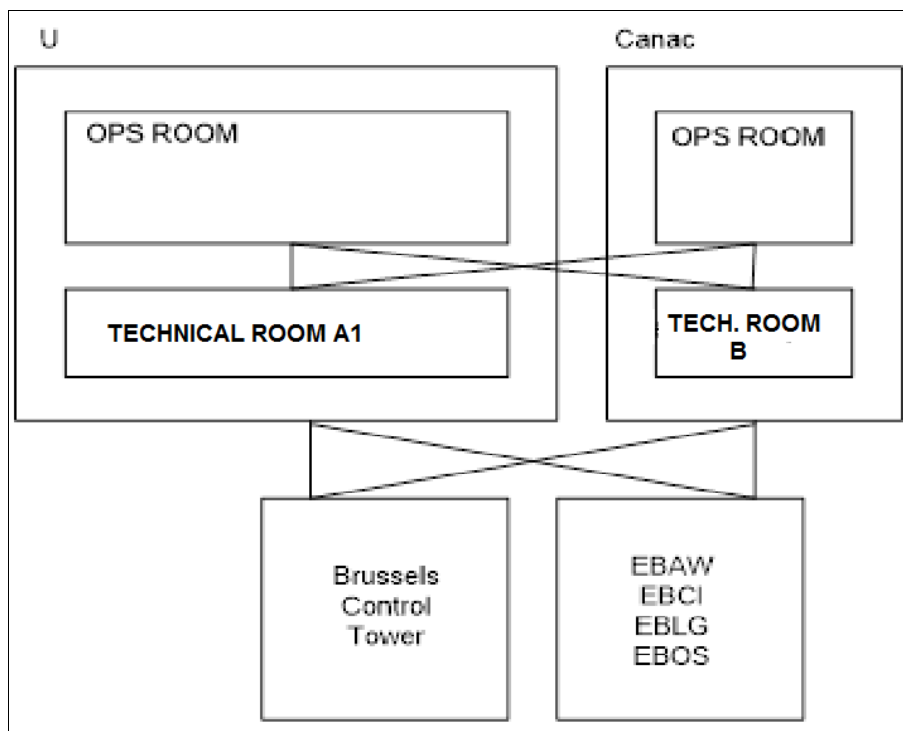 U
Canac
OPS ROOM
OPS ROOM
TECHNICAL ROOM A1
TECH. ROOM
B
Brussels
Control
Tower
EBAW
EBCI
EBLG
EBOS